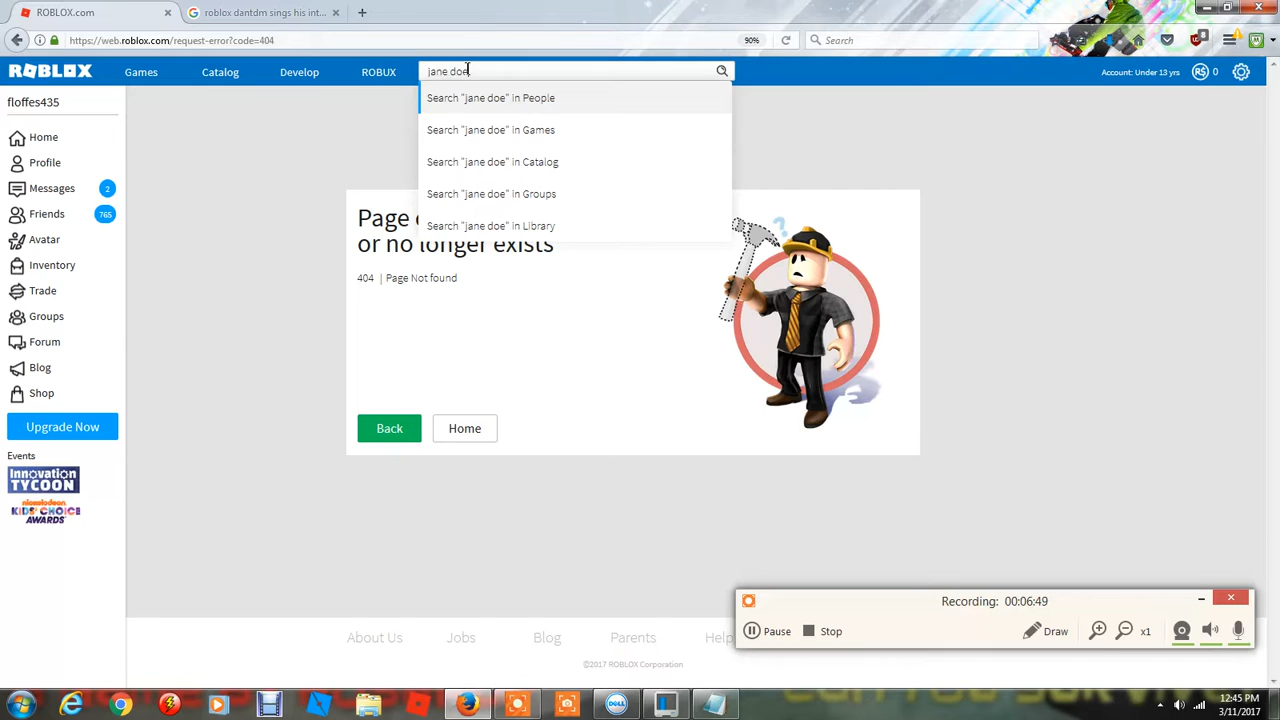 ROBLOX.com
roblox dantdm sings his int...
https://web.roblox.com/request-error?code=404
90%
Search
ROBLOX
Games
Catalog
Develop
ROBUX
jane doe
Account: Under 13 yrs
R$ 0
floffes435
Search "jane doe" in People
Search "jane doe" in Games
Search "jane doe" in Catalog
Search "jane doe" in Groups
Search "jane doe" in Library
Home
Profile
Messages
2
Friends
765
Avatar
Inventory
Trade
Groups
Forum
Blog
Shop
Upgrade Now
Events
Innovation
TYCOON
nickelodeon
KIDS' CHOICE
AWARDS
Page
or no longer exists
404 | Page Not found
Back
Home
Recording: 00:06:49
Pause
Stop
Draw
x1
About Us
Jobs
Blog
Parents
Help
©2017 ROBLOX Corporation
DELL
12:45 PM
3/11/2017